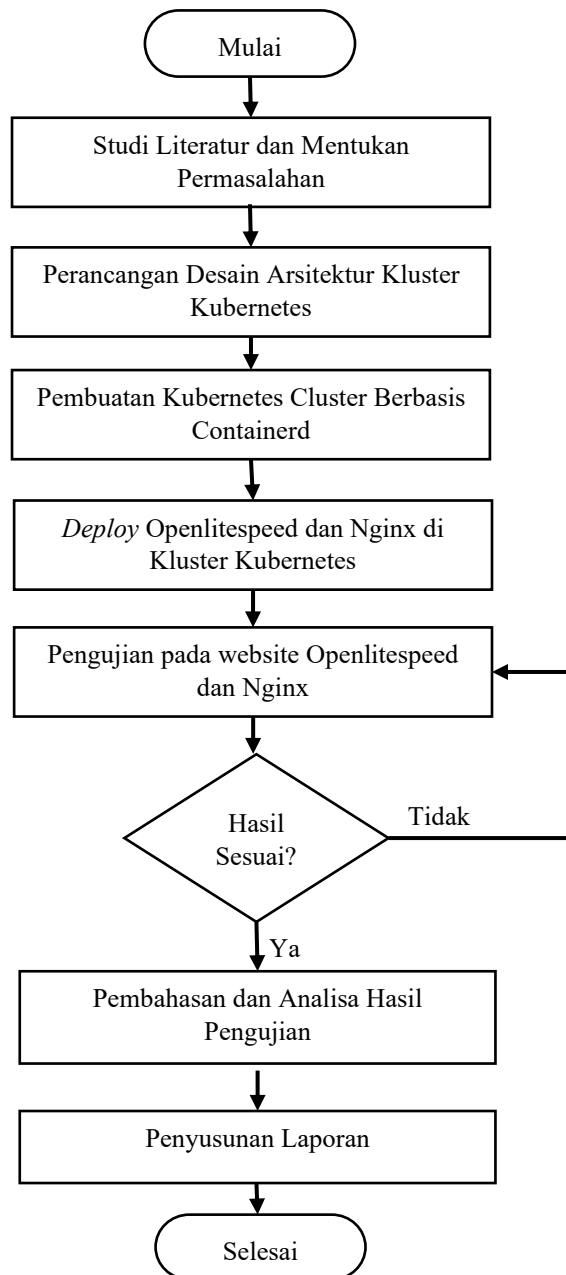 Mulai
Studi Literatur dan Mentukan
Permasalahan
Perancangan Desain Arsitektur Kluster
Kubernetes
Pembuatan Kubernetes Cluster Berbasis
Containerd
Deploy Openlitespeed dan Nginx di
Kluster Kubernetes
Pengujian pada website Openlitespeed
dan Nginx
Hasil
Sesuai?
Tidak
Ya
Pembahasan dan Analisa Hasil
Pengujian
Penyusunan Laporan
Selesai